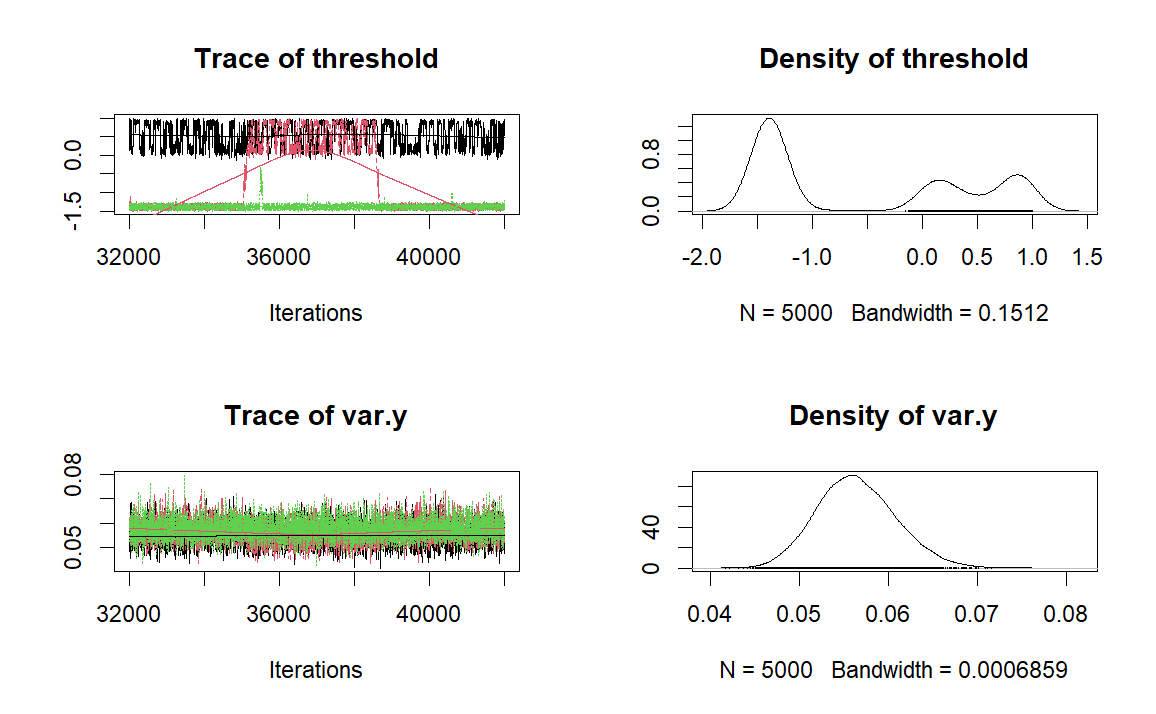 Trace of threshold
0.0
-1.5
32000 36000 40000
Iterations
Density of threshold
0.8
0.0
-2.0 -1.0 0.0 0.5 1.0 1.5
N = 5000 Bandwidth = 0.1512
Trace of var.y
0.08
0.05
32000 36000 40000
Iterations
Density of var.y
40
0
0.04 0.05 0.06 0.07 0.08
N = 5000 Bandwidth = 0.0006859